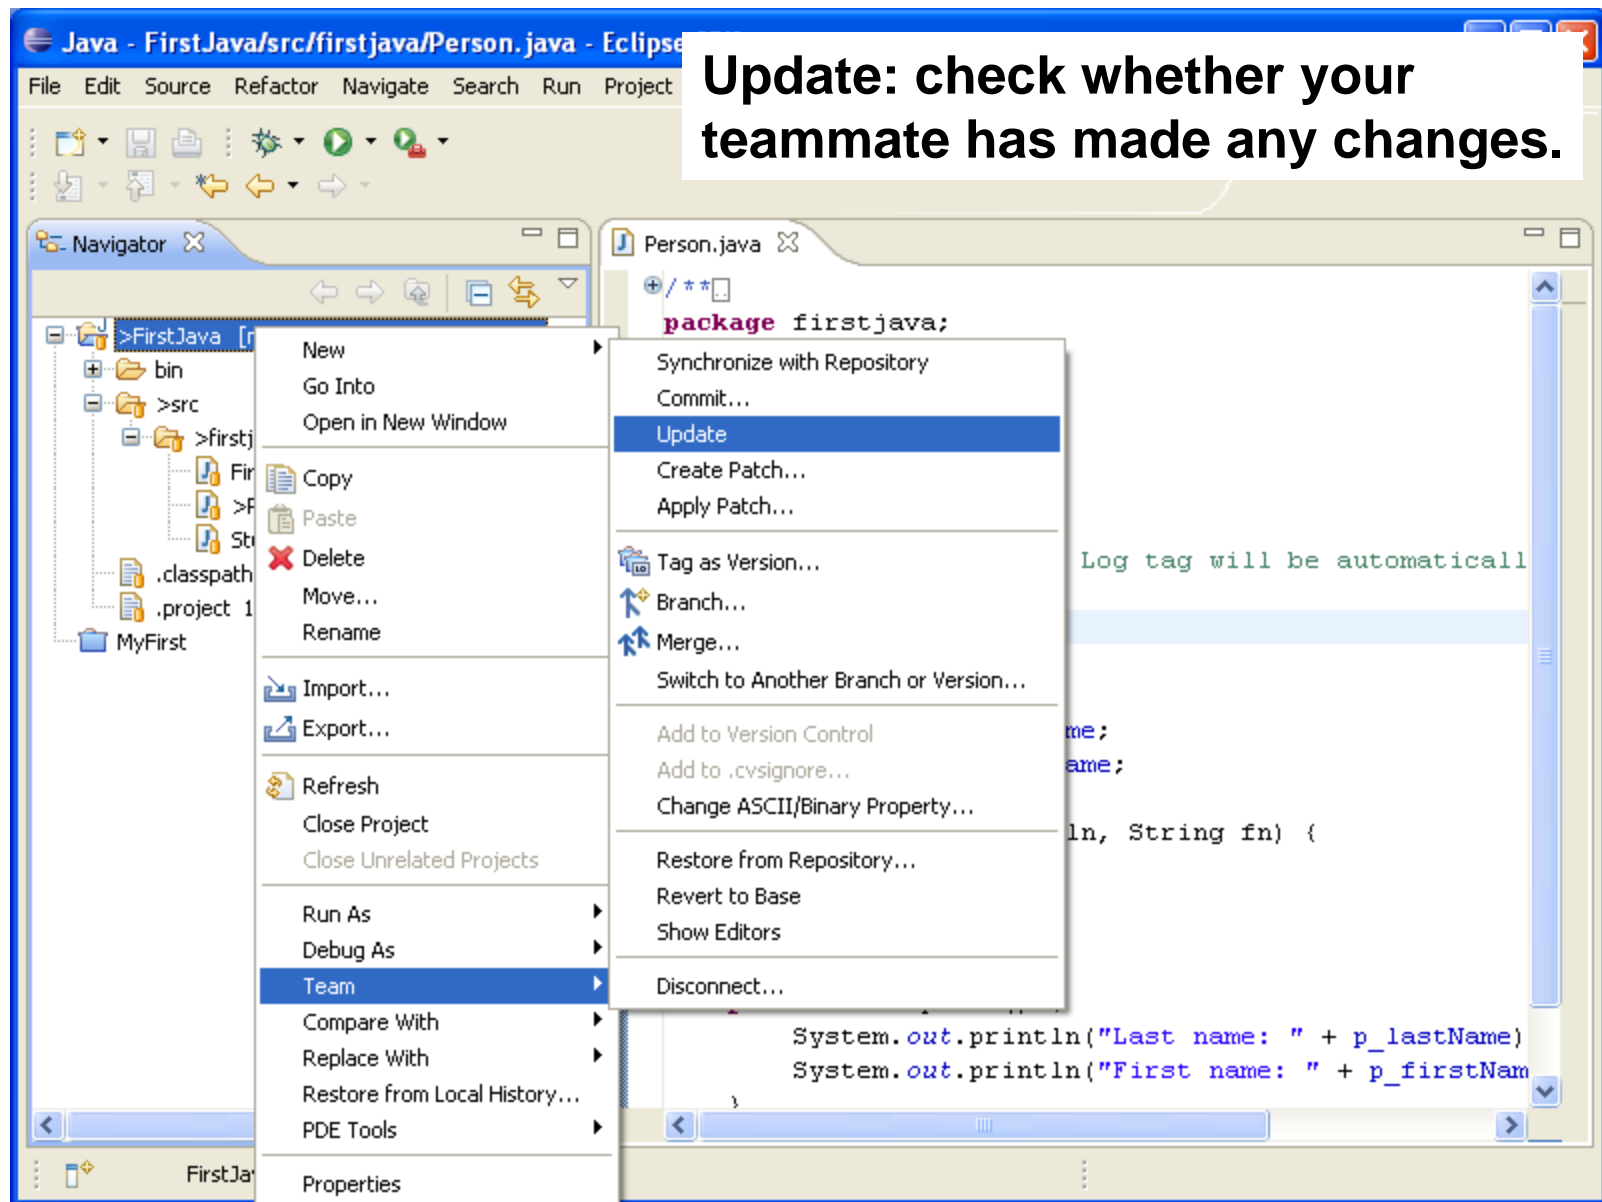 Java - FirstJava/src/firstjava/Person.java - Eclipse
Update: check whether your
teammate has made any changes.
File Edit Source Refactor Navigate Search Run Project
Navigator
Person.java
/**
package firstjava;
>FirstJava
bin
>src
.classpath
.project 1
MyFirst
New
Go Into
Open in New Window
Copy
Paste
Delete
Move...
Rename
Import...
Export...
Refresh
Close Project
Close Unrelated Projects
Run As
Debug As
Team
Compare With
Replace With
Restore from Local History...
PDE Tools
Properties
Synchronize with Repository
Commit...
Update
Create Patch...
Apply Patch...
Tag as Version...
Branch...
Merge...
Switch to Another Branch or Version...
Add to Version Control
Add to .cvsignore...
Change ASCII/Binary Property...
Restore from Repository...
Revert to Base
Show Editors
Disconnect...
Log tag will be automaticall
me;
ame;
ln, String fn) {
System.out.println("Last name: " + p_lastName)
System.out.println("First name: " + p_firstNam
}
FirstJa